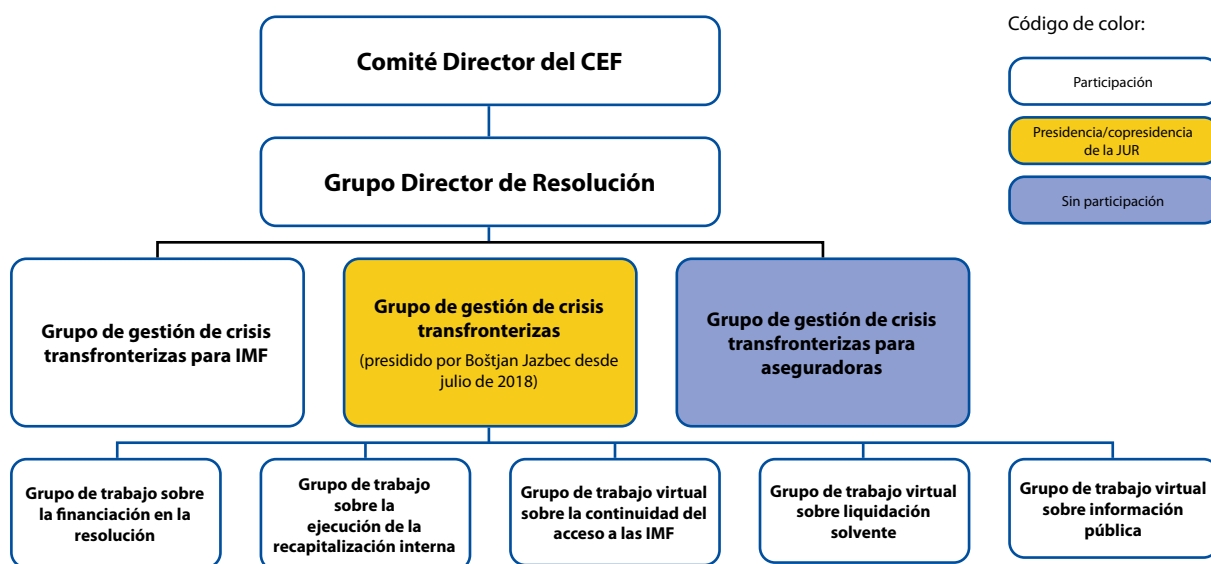 Código de color:
Comité Director del CEF
Participación
Presidencia/copresidencia
de la JUR
Grupo Director de Resolución
Sin participación
Grupo de gestión de crisis
transfronterizas para IMF
Grupo de gestión de crisis
transfronterizas
(presidido por Boštjan Jazbec desde
julio de 2018)
Grupo de gestión de crisis
transfronterizas para
aseguradoras
Grupo de trabajo sobre
la financiación en la
resolución
Grupo de trabajo
sobre la
ejecución de la
recapitalización interna
Grupo de trabajo virtual
sobre la continuidad del
acceso a las IMF
Grupo de trabajo virtual
sobre liquidación
solvente
Grupo de trabajo virtual
sobre información
pública